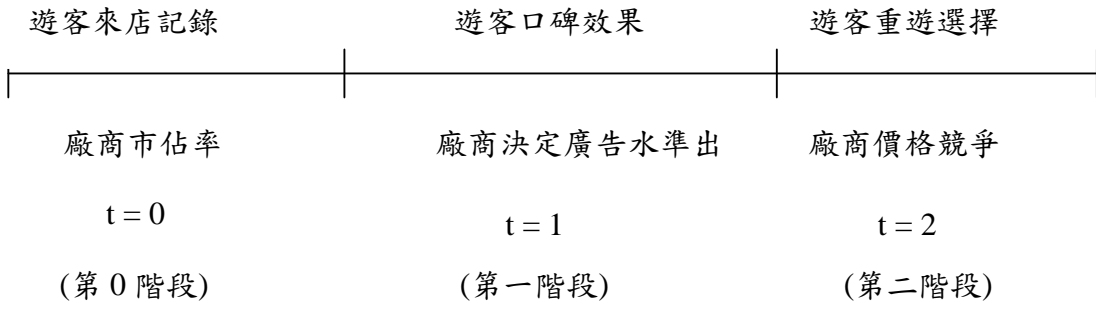 遊客來店記錄 遊客口碑效果 遊客重遊選擇
廠商市佔率 廠商決定廣告水準出 廠商價格競爭
t = 0 t = 1 t = 2
(第 0 階段) (第一階段) (第二階段)